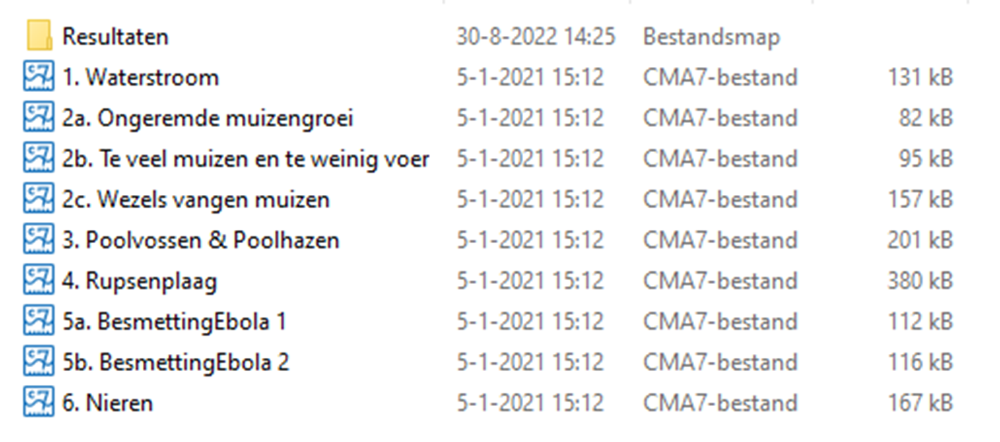 Resultaten 30-8-2022 14:25 Bestandsmap
1. Waterstroom 5-1-2021 15:12 CMA7-bestand 131 kB
2a. Ongeremde muizengroei 5-1-2021 15:12 CMA7-bestand 82 kB
2b. Te veel muizen en te weinig voer 5-1-2021 15:12 CMA7-bestand 95 kB
2c. Wezels vangen muizen 5-1-2021 15:12 CMA7-bestand 157 kB
3. Poolvossen & Poolhazen 5-1-2021 15:12 CMA7-bestand 201 kB
4. Rupsenplaag 5-1-2021 15:12 CMA7-bestand 380 kB
5a. BesmettingEbola 1 5-1-2021 15:12 CMA7-bestand 112 kB
5b. BesmettingEbola 2 5-1-2021 15:12 CMA7-bestand 116 kB
6. Nieren 5-1-2021 15:12 CMA7-bestand 167 kB